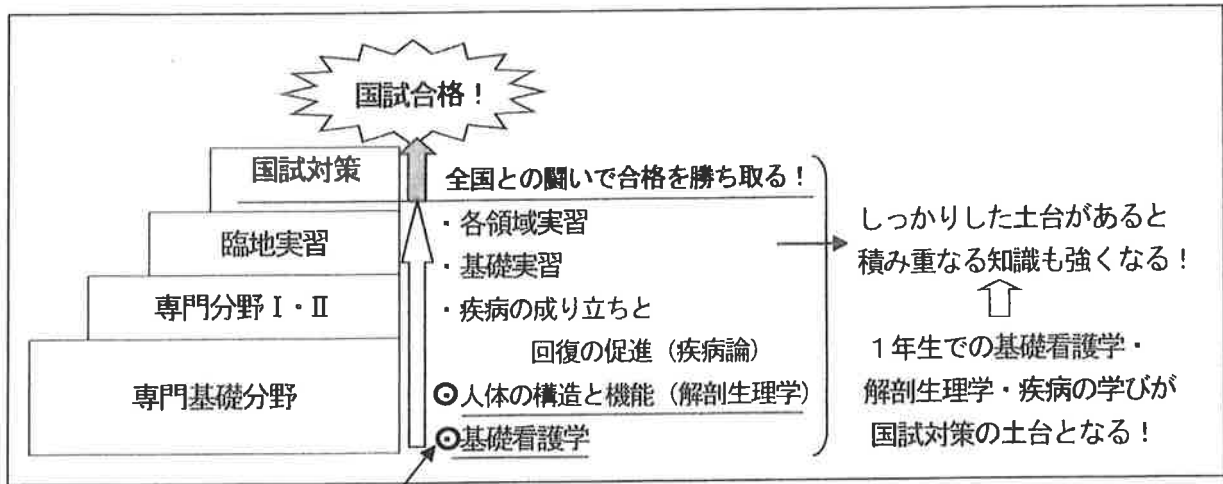 国試合格！
国試対策
臨地実習
専門分野Ⅰ・Ⅱ
専門基礎分野
全国との闘いで合格を勝ち取る！
・各領域実習
・基礎実習
・疾病の成り立ちと
回復の促進（疾病論）
⊙人体の構造と機能（解剖生理学）
⊙基礎看護学
しっかりした土台があると
積み重なる知識も強くなる！
１年生での基礎看護学・
解剖生理学・疾病の学びが
国試対策の土台となる！